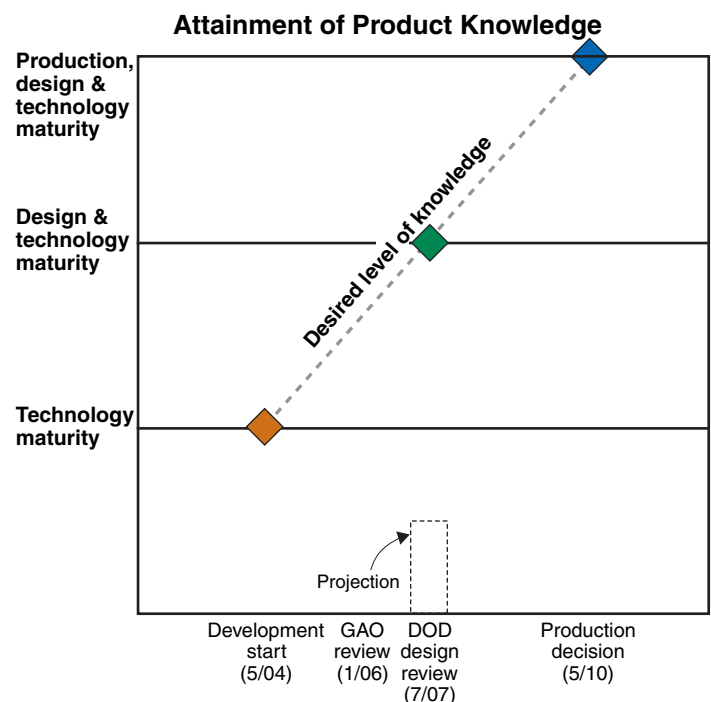 Attainment of Product Knowledge
Production,
design &
technology
maturity
Design &
technology
maturity
Desired level of knowledge
Technology
maturity
Projection
Development
start
(5/04)
GAO
review
(1/06)
DOD
design
review
(7/07)
Production
decision
(5/10)